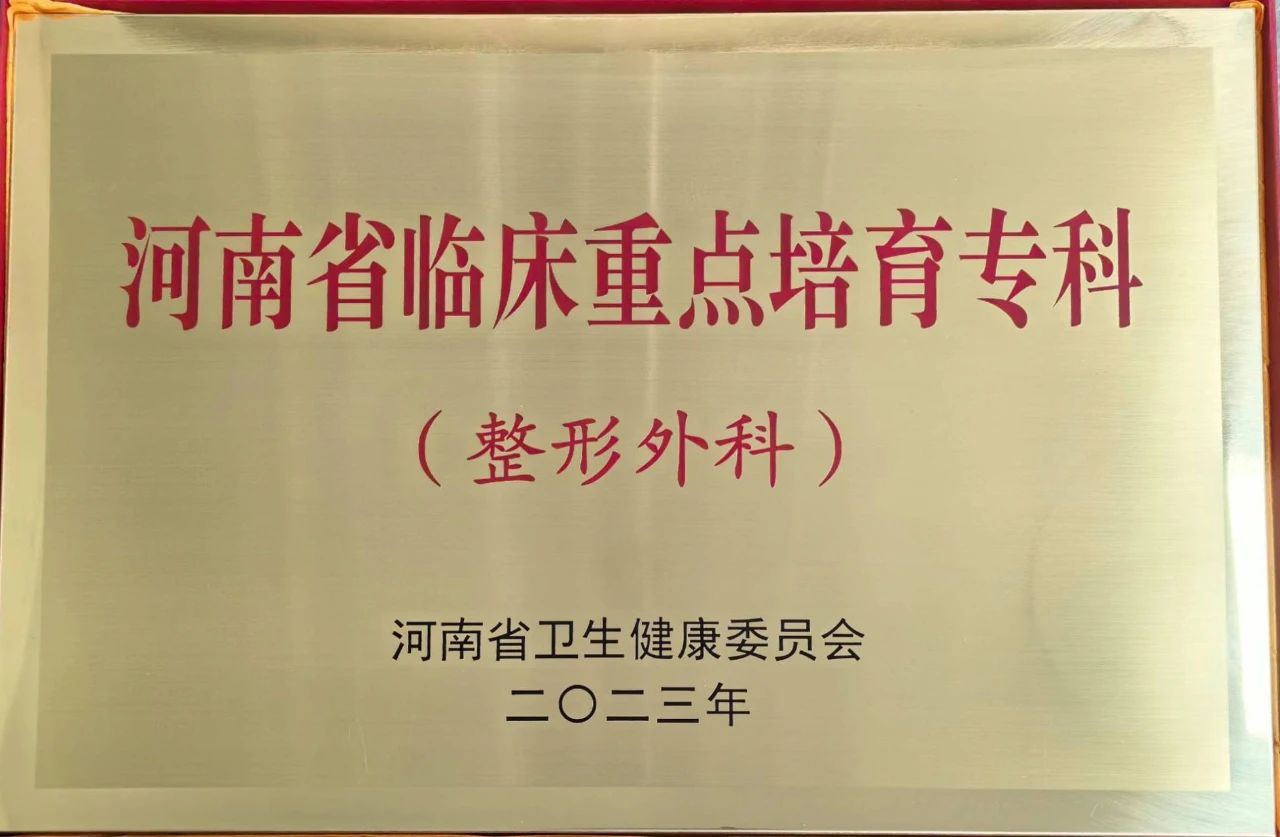 河南省临床重点培育专科
（整形外科）
河南省卫生健康委员会
二〇二三年